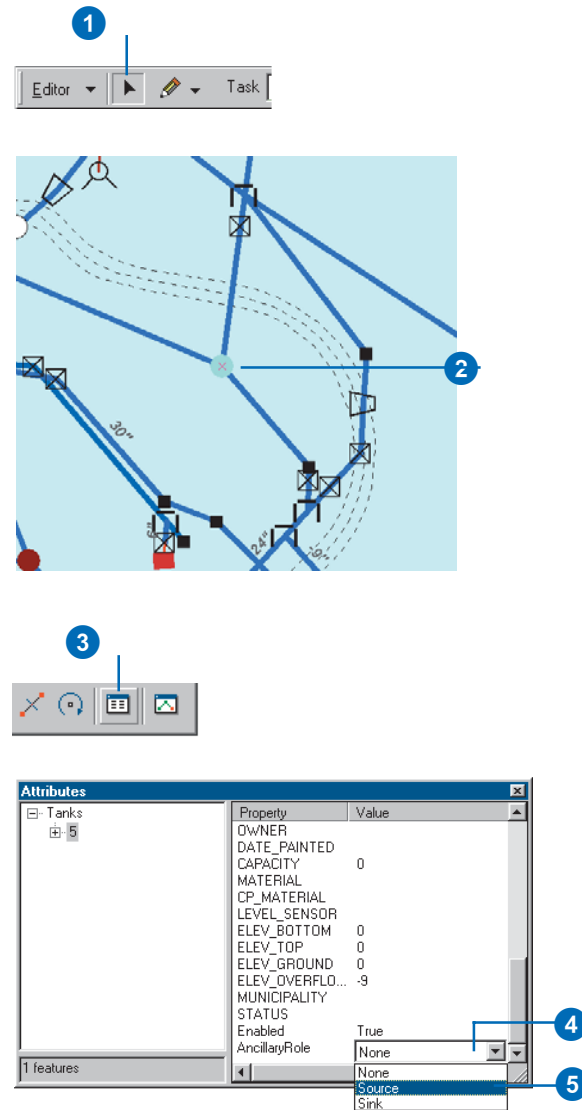 1
Editor Task
2
30"
6"
24"
9"
3
Attributes
Tanks
5
Property Value
OWNER
DATE_PAINTED
CAPACITY 0
MATERIAL
CP_MATERIAL
LEVEL_SENSOR
ELEV_BOTTOM 0
ELEV_TOP 0
ELEV_GROUND 0
ELEV_OVERFLO... -9
MUNICIPALITY
STATUS
Enabled True
AncillaryRole None
4
None
Source
5
Sink
1 features